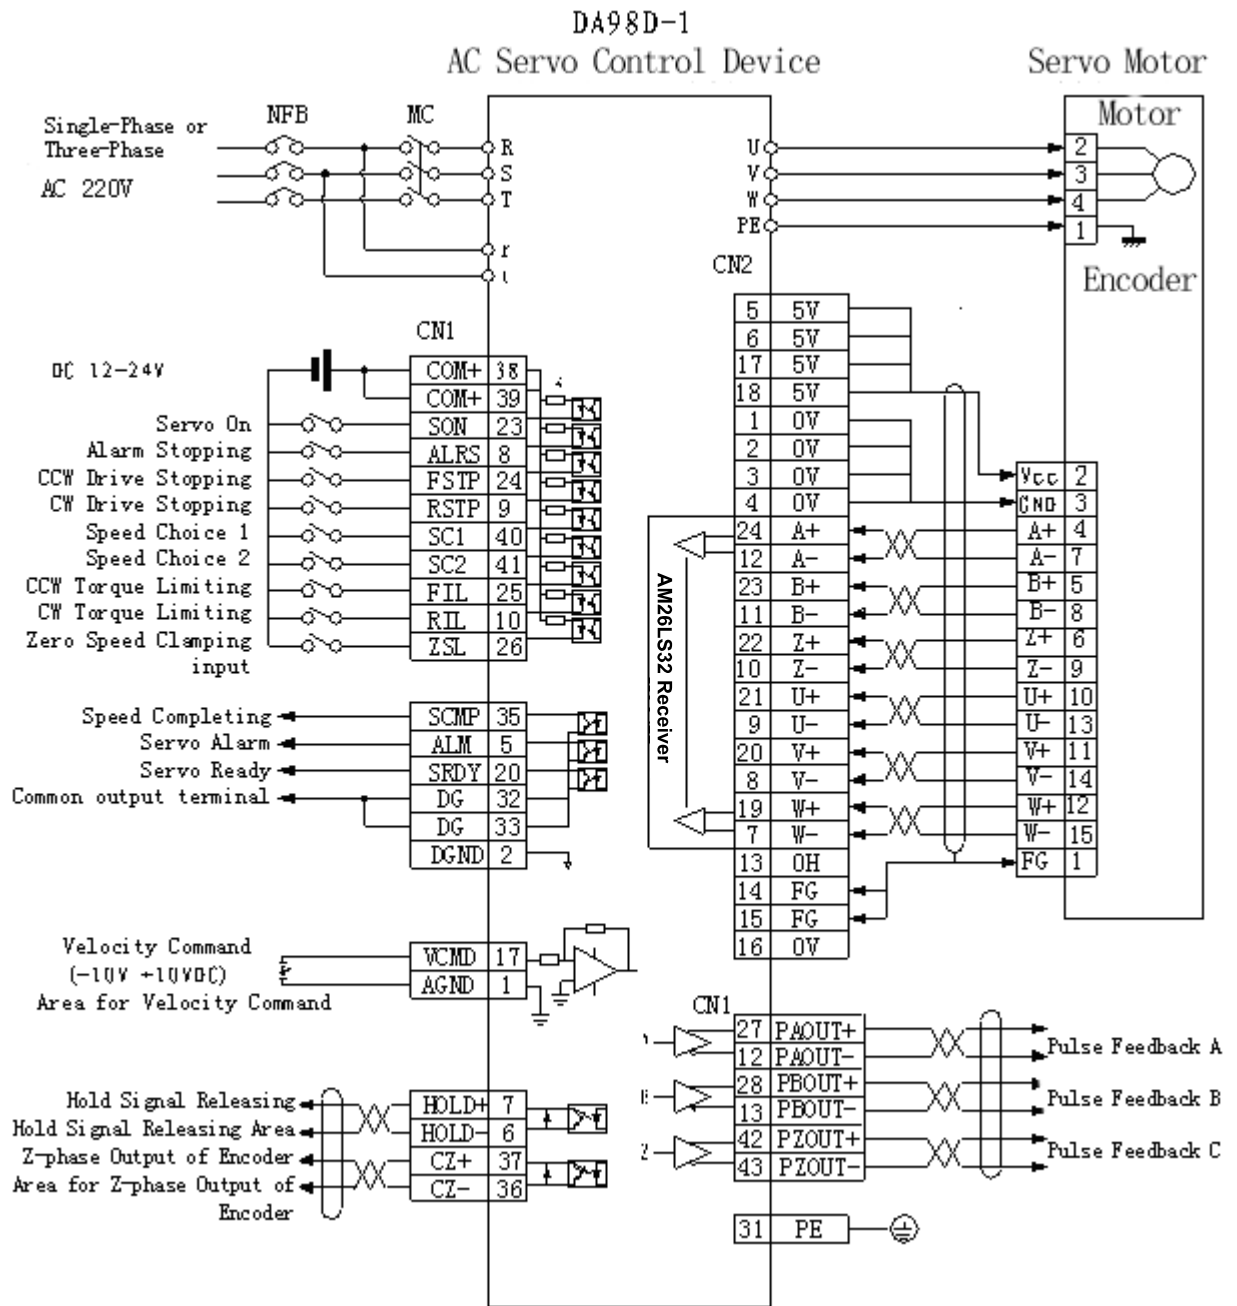 DA98D-1
AC Servo Control Device
Servo Motor
NFB
MC
Single-Phase or
Three-Phase
AC 220V
R
S
T
r
t
U
V
W
PE
Motor
2
3
4
1
Encoder
CN2
5 5V
6 5V
17 5V
18 5V
1 0V
2 0V
3 0V
4 0V
24 A+
12 A-
23 B+
11 B-
22 Z+
10 Z-
21 U+
9 U-
20 V+
8 V-
19 W+
7 W-
13 OH
14 FG
15 FG
16 0V
AM26LS32 Receiver
Vcc 2
GND 3
A+ 4
A- 7
B+ 5
B- 8
Z+ 6
Z- 9
U+ 10
U- 13
V+ 11
V- 14
W+ 12
W- 15
FG 1
CN1
DC 12-24V
COM+ 38
COM+ 39
Servo On SON 23
Alarm Stopping ALRS 8
CCW Drive Stopping FSTP 24
CW Drive Stopping RSTP 9
Speed Choice 1 SC1 40
Speed Choice 2 SC2 41
CCW Torque Limiting FIL 25
CW Torque Limiting RIL 10
Zero Speed Clamping ZSL 26
input
Speed Completing SCMP 35
Servo Alarm ALM 5
Servo Ready SRDY 20
Common output terminal DG 32
DG 33
DGND 2
Velocity Command VCMD 17
(-10V +10VDC)
AGND 1
Area for Velocity Command
CN1
27 PAOUT+
12 PAOUT-
Pulse Feedback A
28 PBOUT+
13 PBOUT-
Pulse Feedback B
42 PZOUT+
43 PZOUT-
Pulse Feedback C
Hold Signal Releasing HOLD+ 7
Hold Signal Releasing Area HOLD- 6
Z-phase Output of Encoder CZ+ 37
Area for Z-phase Output of CZ- 36
Encoder
31 PE